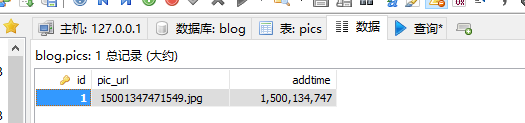 主机: 127.0.0.1 数据库: blog 表: pics 数据 查询*
blog.pics: 1 总记录 (大约)
id pic_url addtime
1 15001347471549.jpg 1,500,134,747